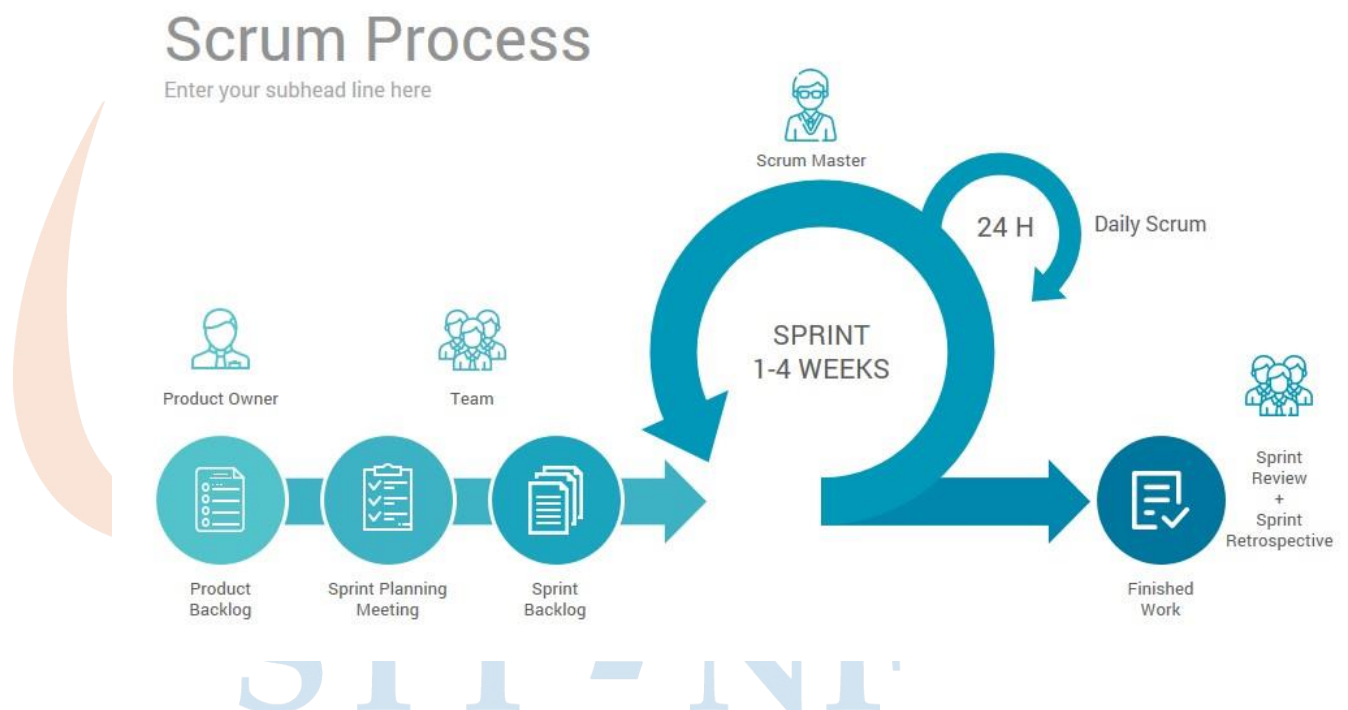 Scrum Process
Enter your subhead line here
Scrum Master
24 H
Daily Scrum
SPRINT
1-4 WEEKS
Product Owner
Team
Sprint
Review
+
Sprint
Retrospective
Product
Backlog
Sprint Planning
Meeting
Sprint
Backlog
Finished
Work